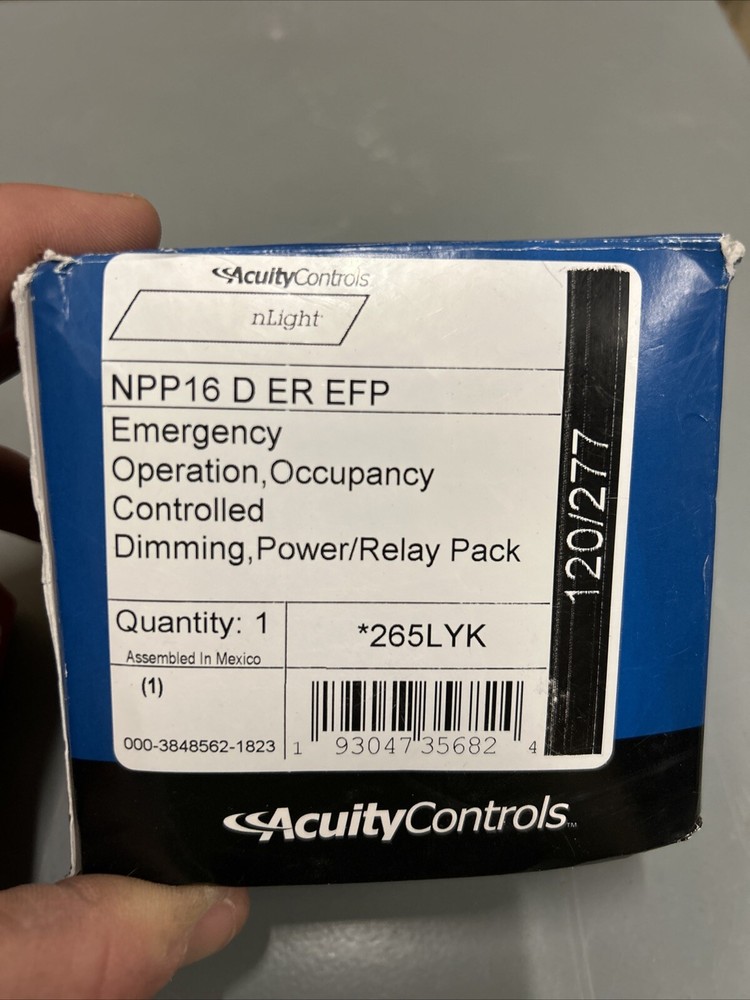 AcuityControls
nLight
NPP16 D ER EFP
Emergency
Operation,Occupancy
Controlled
Dimming,Power/Relay Pack
120/277
Quantity: 1
Assembled In Mexico
*265LYK
(1)
000-3848562-1823
1 93047 35682 4
AcuityControls™